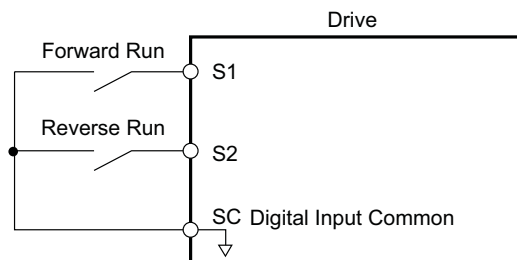 Drive
Forward Run
S1
Reverse Run
S2
SC Digital Input Common